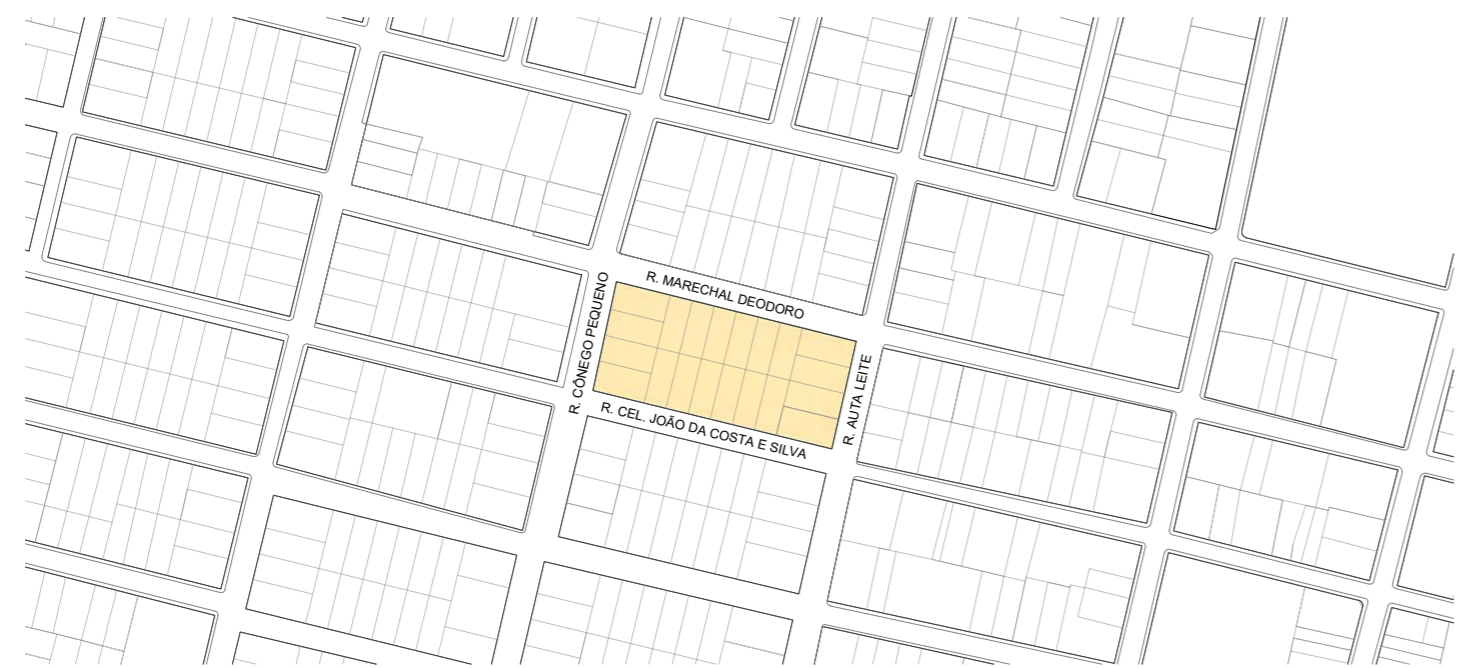 R. MARECHAL DEODORO
R. CÔNEGO PEQUENO
R. AUTA LEITE
R. CEL. JOÃO DA COSTA E SILVA